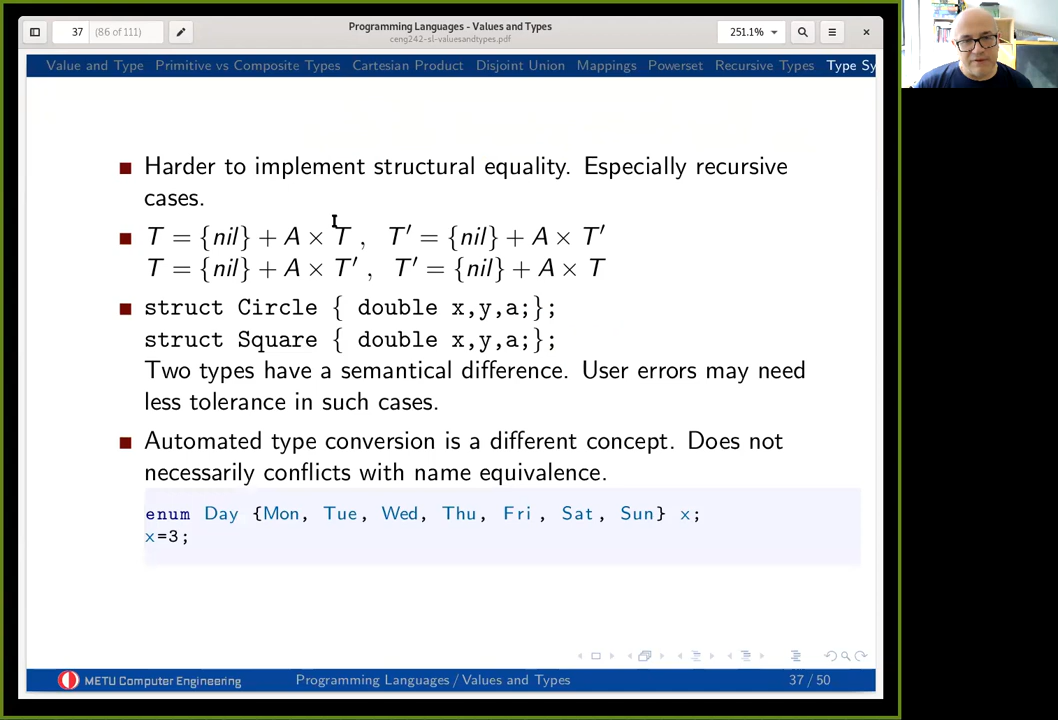 37 (86 of 111)
Programming Languages - Values and Types
ceng242-sl-valuesandtypes.pdf
251.1%
Value and Type Primitive vs Composite Types Cartesian Product Disjoint Union Mappings Powerset Recursive Types Type Sy
Harder to implement structural equality. Especially recursive
cases.
T = {nil} + A × T , T′ = {nil} + A × T′
T = {nil} + A × T′ , T′ = {nil} + A × T
struct Circle { double x,y,a;};
struct Square { double x,y,a;};
Two types have a semantical difference. User errors may need
less tolerance in such cases.
Automated type conversion is a different concept. Does not
necessarily conflicts with name equivalence.
enum Day {Mon, Tue, Wed, Thu, Fri, Sat, Sun} x;
x=3;
METU Computer Engineering Programming Languages / Values and Types 37 / 50